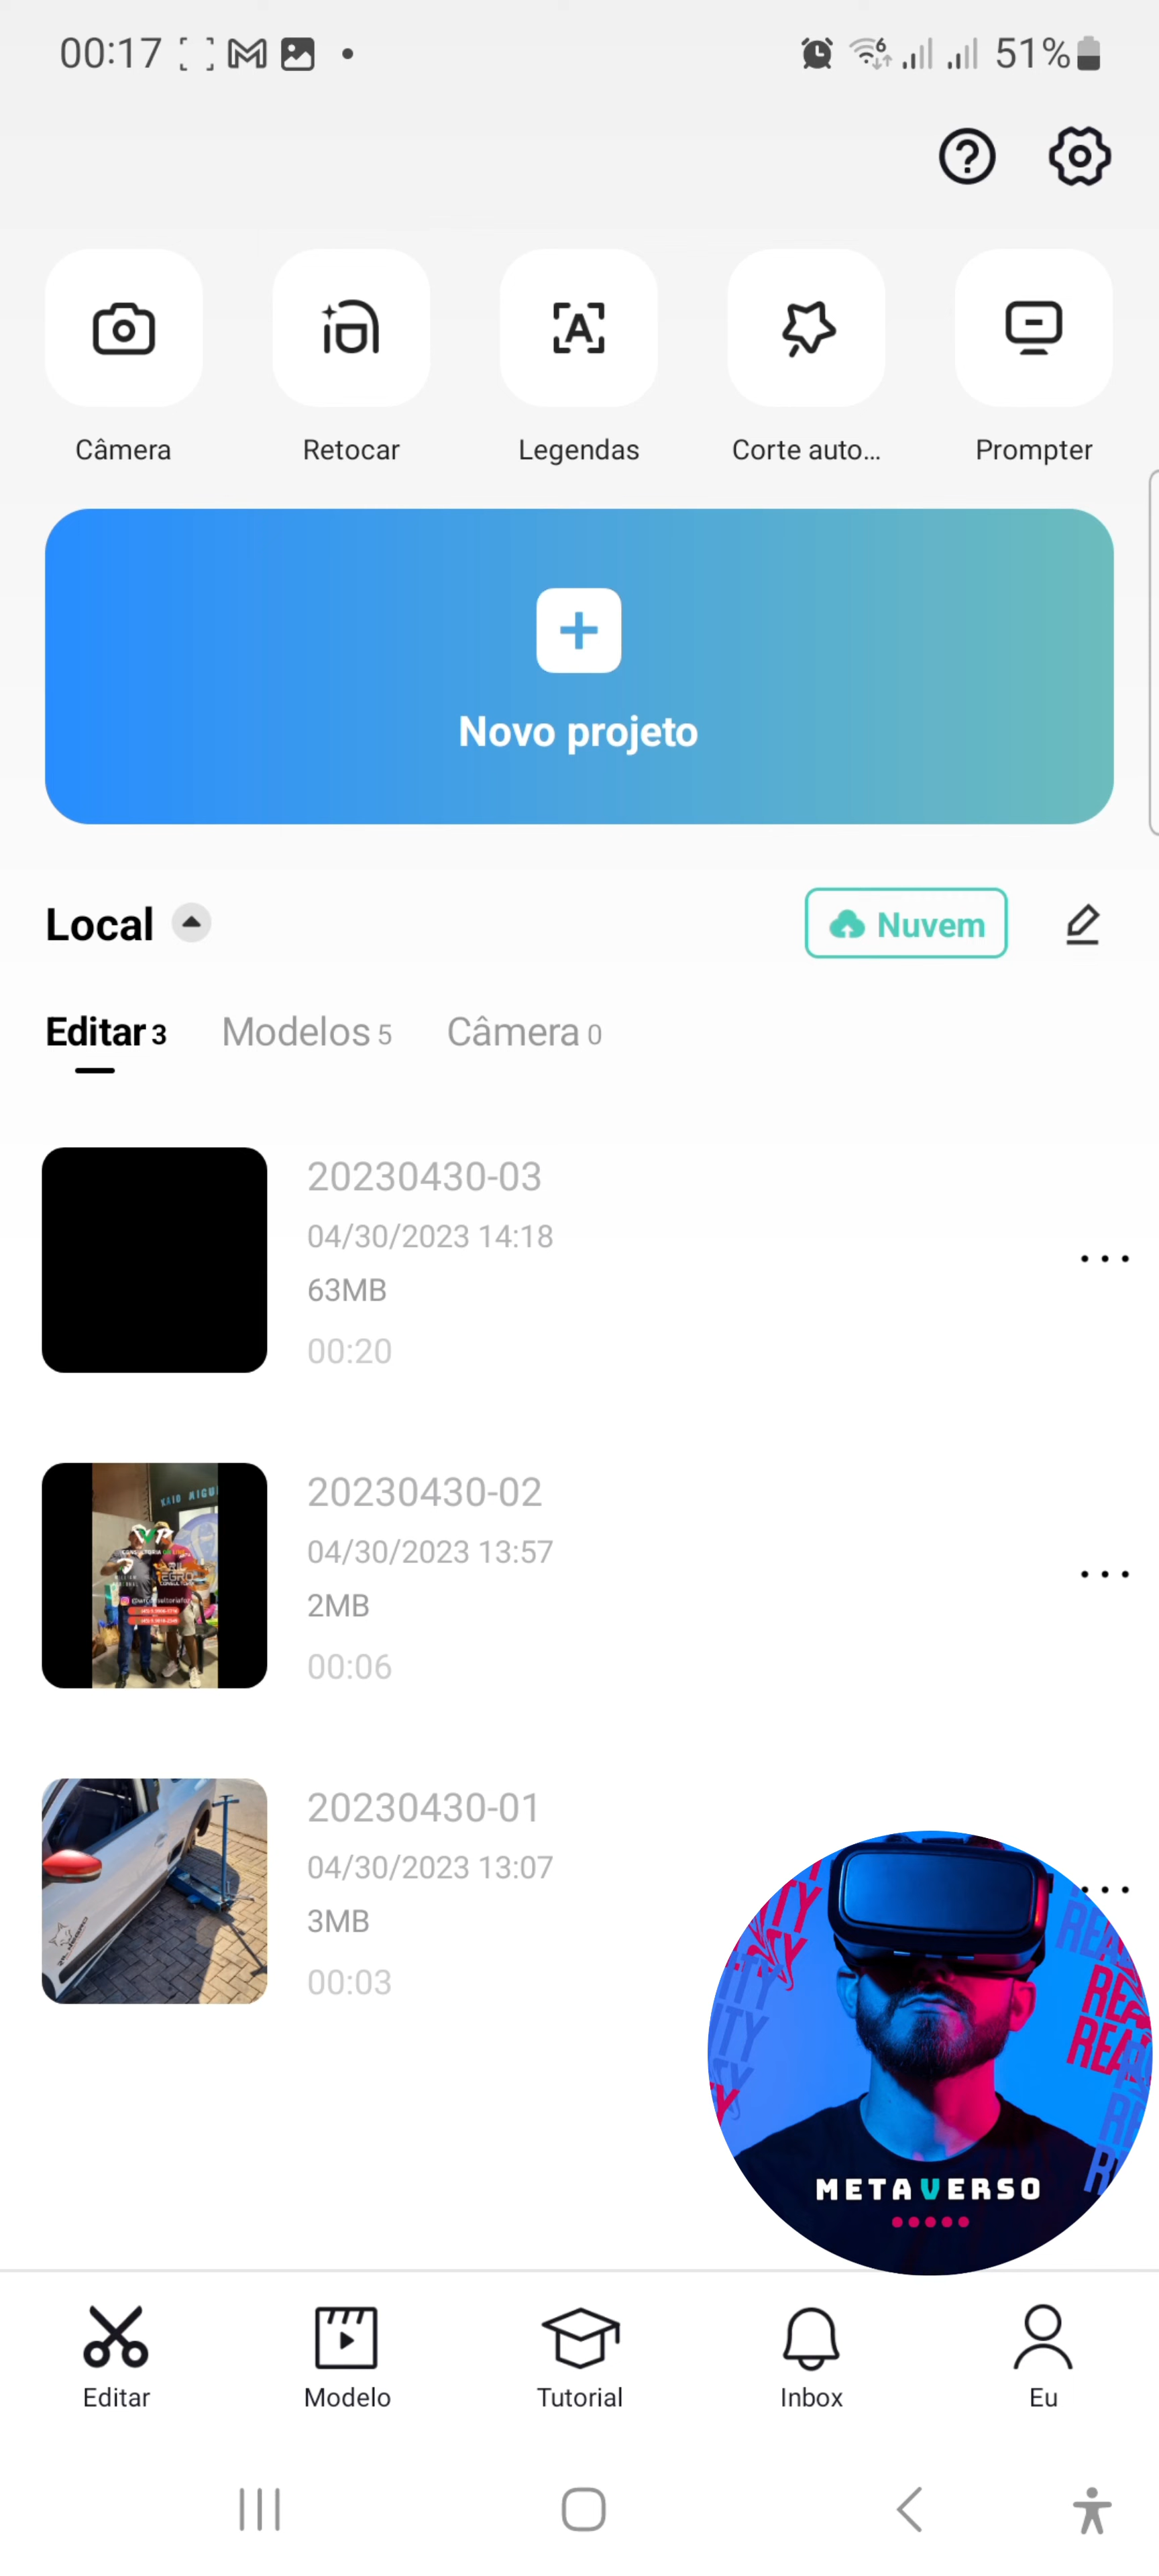 00:17 51%
Câmera Retocar Legendas Corte auto... Prompter
Novo projeto
Local Nuvem
Editar 3 Modelos 5 Câmera 0
20230430-03
04/30/2023 14:18
63MB
00:20
KAIO MIGU
20230430-02
04/30/2023 13:57
2MB
00:06
20230430-01
04/30/2023 13:07
3MB
00:03
METAVERSO
Editar Modelo Tutorial Inbox Eu